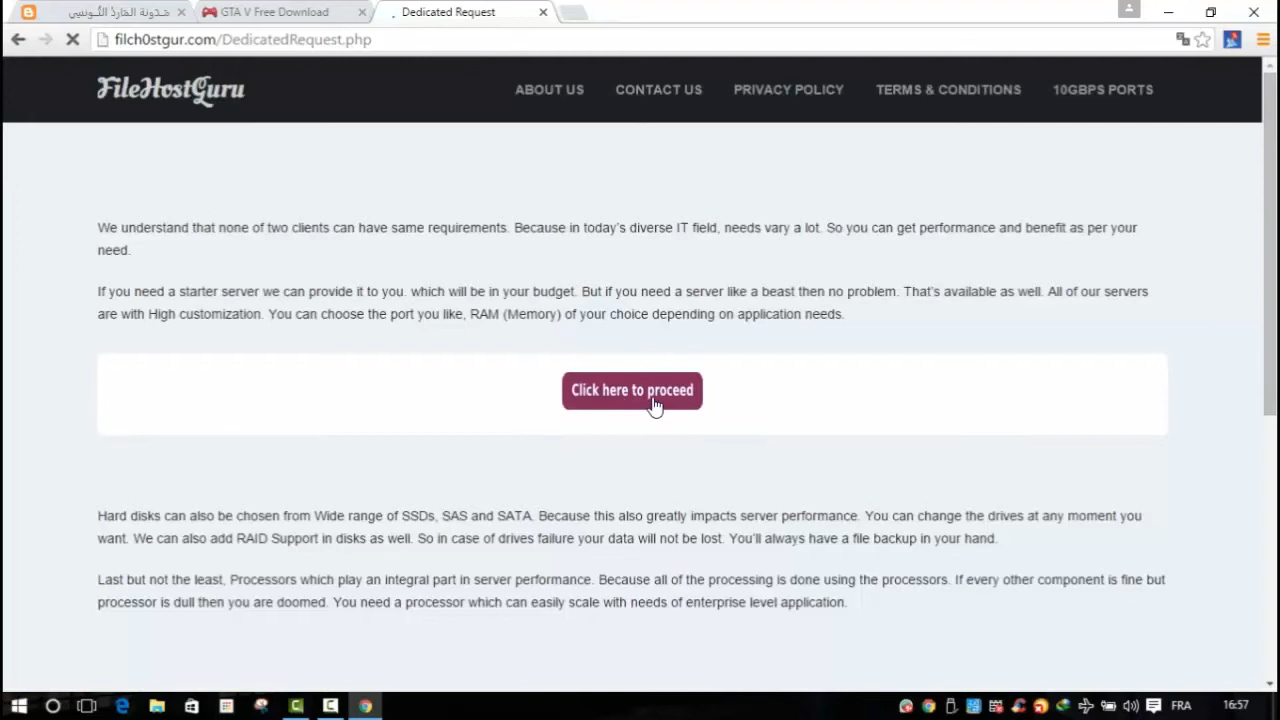 مدونة المارد التونسي
GTA V Free Download
Dedicated Request
filch0stgur.com/DedicatedRequest.php
FileHostGuru
ABOUT US
CONTACT US
PRIVACY POLICY
TERMS & CONDITIONS
10GBPS PORTS
We understand that none of two clients can have same requirements. Because in today's diverse IT field, needs vary a lot. So you can get performance and benefit as per your
need.
If you need a starter server we can provide it to you. which will be in your budget. But if you need a server like a beast then no problem. That's available as well. All of our servers
are with High customization. You can choose the port you like, RAM (Memory) of your choice depending on application needs.
Click here to proceed
Hard disks can also be chosen from Wide range of SSDs, SAS and SATA. Because this also greatly impacts server performance. You can change the drives at any moment you
want. We can also add RAID Support in disks as well. So in case of drives failure your data will not be lost. You'll always have a file backup in your hand.
Last but not the least, Processors which play an integral part in server performance. Because all of the processing is done using the processors. If every other component is fine but
processor is dull then you are doomed. You need a processor which can easily scale with needs of enterprise level application.
FRA
16:57